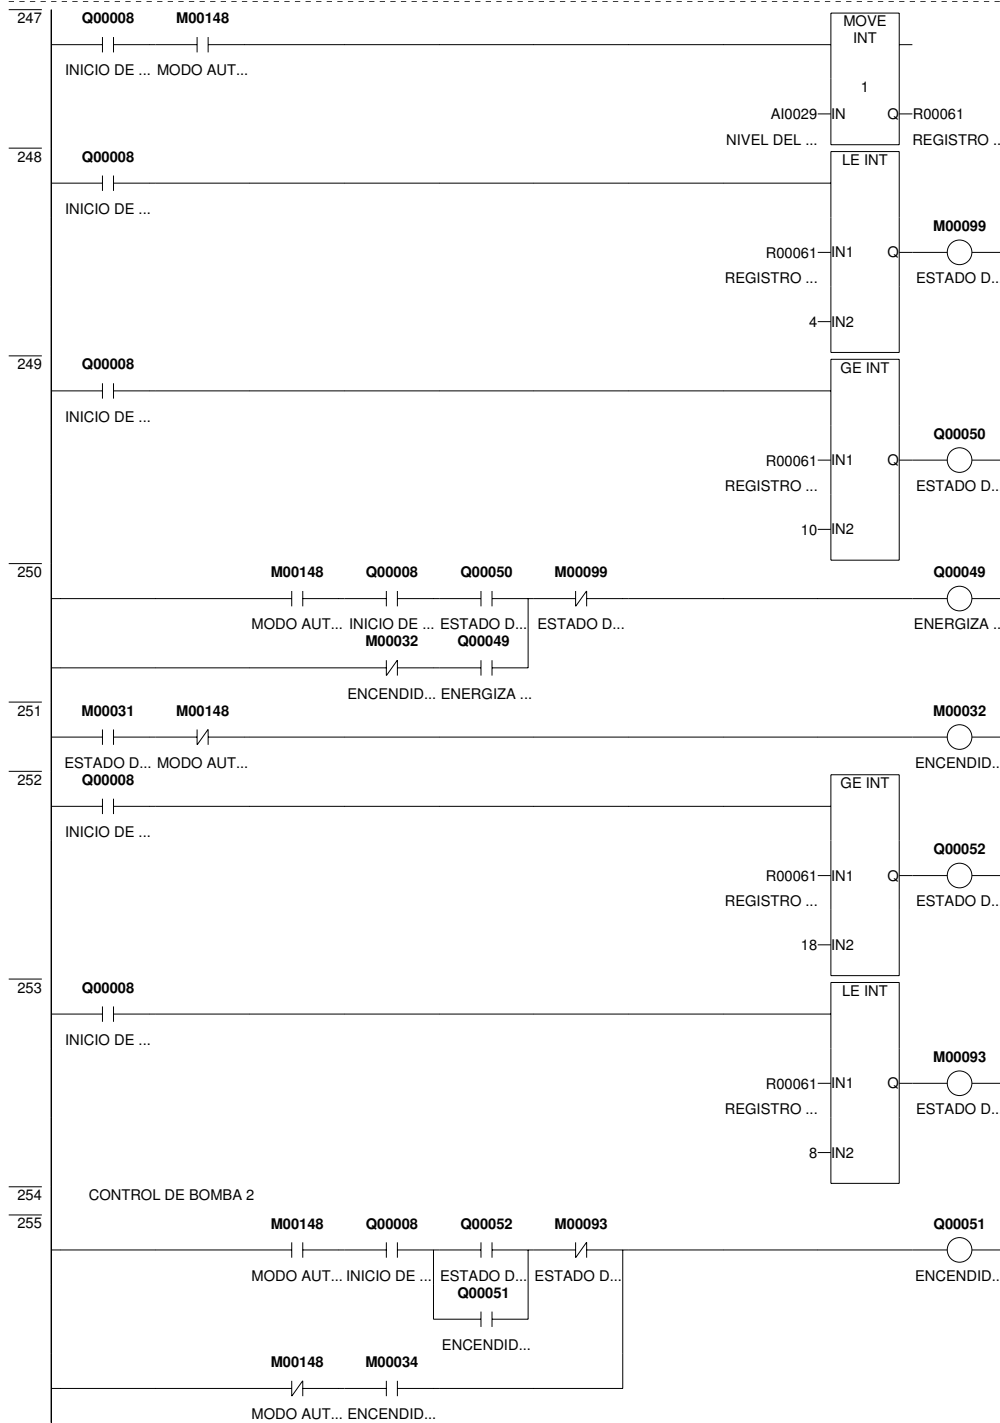 247 Q00008 M00148 MOVE
INT
INICIO DE ... MODO AUT...
1
AI0029 IN Q R00061
NIVEL DEL ... REGISTRO ...
248 Q00008 LE INT
INICIO DE ...
M00099
R00061 IN1 Q
REGISTRO ... ESTADO D...
4 IN2
249 Q00008 GE INT
INICIO DE ...
Q00050
R00061 IN1 Q
REGISTRO ... ESTADO D...
10 IN2
250 M00148 Q00008 Q00050 M00099 Q00049
MODO AUT... INICIO DE ... ESTADO D... ESTADO D... ENERGIZA ...
M00032 Q00049
ENCENDID... ENERGIZA ...
251 M00031 M00148 M00032
ESTADO D... MODO AUT... ENCENDID...
252 Q00008 GE INT
INICIO DE ...
Q00052
R00061 IN1 Q
REGISTRO ... ESTADO D...
18 IN2
253 Q00008 LE INT
INICIO DE ...
M00093
R00061 IN1 Q
REGISTRO ... ESTADO D...
8 IN2
254 CONTROL DE BOMBA 2
255 M00148 Q00008 Q00052 M00093 Q00051
MODO AUT... INICIO DE ... ESTADO D... ESTADO D... ENCENDID...
Q00051
ENCENDID...
M00148 M00034
MODO AUT... ENCENDID...